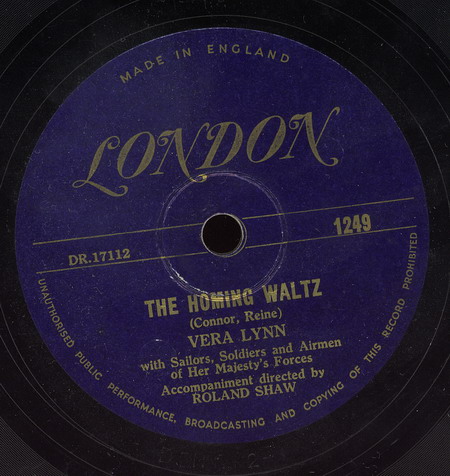 MADE IN ENGLAND
LONDON
DR.17112
1249
THE HOMING WALTZ
(Connor, Reine)
VERA LYNN
with Sailors, Soldiers and Airmen
of Her Majesty's Forces
Accompaniment directed by
ROLAND SHAW
UNAUTHORISED PUBLIC PERFORMANCE, BROADCASTING AND COPYING OF THIS RECORD PROHIBITED